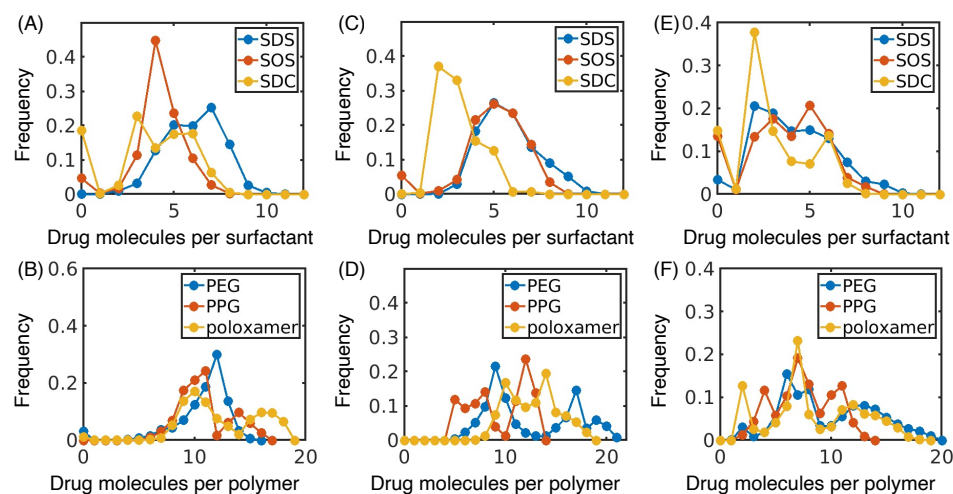 (A)
0.4
0.3
0.2
0.1
0
Frequency
SDS
SOS
SDC
0 5 10
Drug molecules per surfactant
(C)
0.4
0.3
0.2
0.1
0
Frequency
SDS
SOS
SDC
0 5 10
Drug molecules per surfactant
(E)
0.4
0.3
0.2
0.1
0
Frequency
SDS
SOS
SDC
0 5 10
Drug molecules per surfactant
(B)
0.6
0.4
0.2
0
Frequency
PEG
PPG
poloxamer
0 10 20
Drug molecules per polymer
(D)
0.4
0.3
0.2
0.1
0
Frequency
PEG
PPG
poloxamer
0 10 20
Drug molecules per polymer
(F)
0.4
0.3
0.2
0.1
0
Frequency
PEG
PPG
poloxamer
0 10 20
Drug molecules per polymer